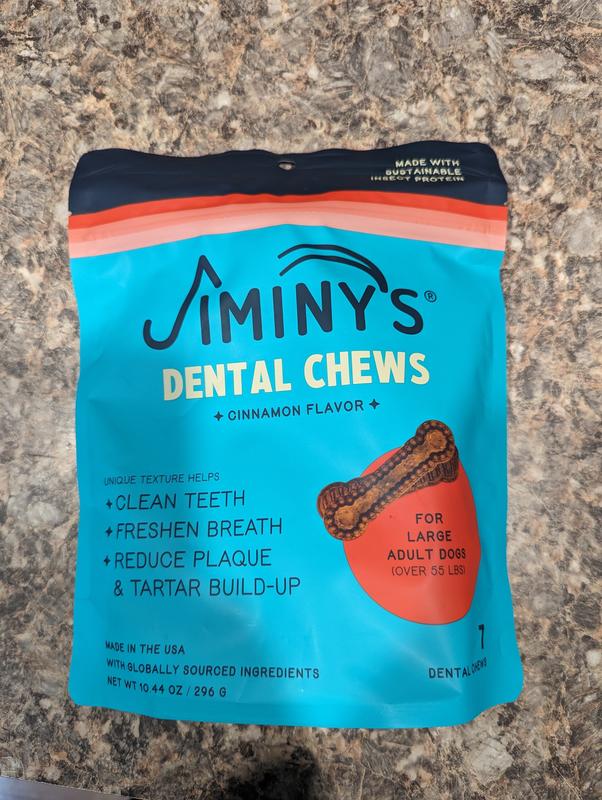 MADE WITH
SUSTAINABLE
INSECT PROTEIN
JIMINY'S®
DENTAL CHEWS
CINNAMON FLAVOR
UNIQUE TEXTURE HELPS
CLEAN TEETH
FRESHEN BREATH
REDUCE PLAQUE
& TARTAR BUILD-UP
FOR
LARGE
ADULT DOGS
(OVER 55 LBS)
MADE IN THE USA
WITH GLOBALLY SOURCED INGREDIENTS
NET WT 10.44 OZ / 296 G
7
DENTAL CHEWS